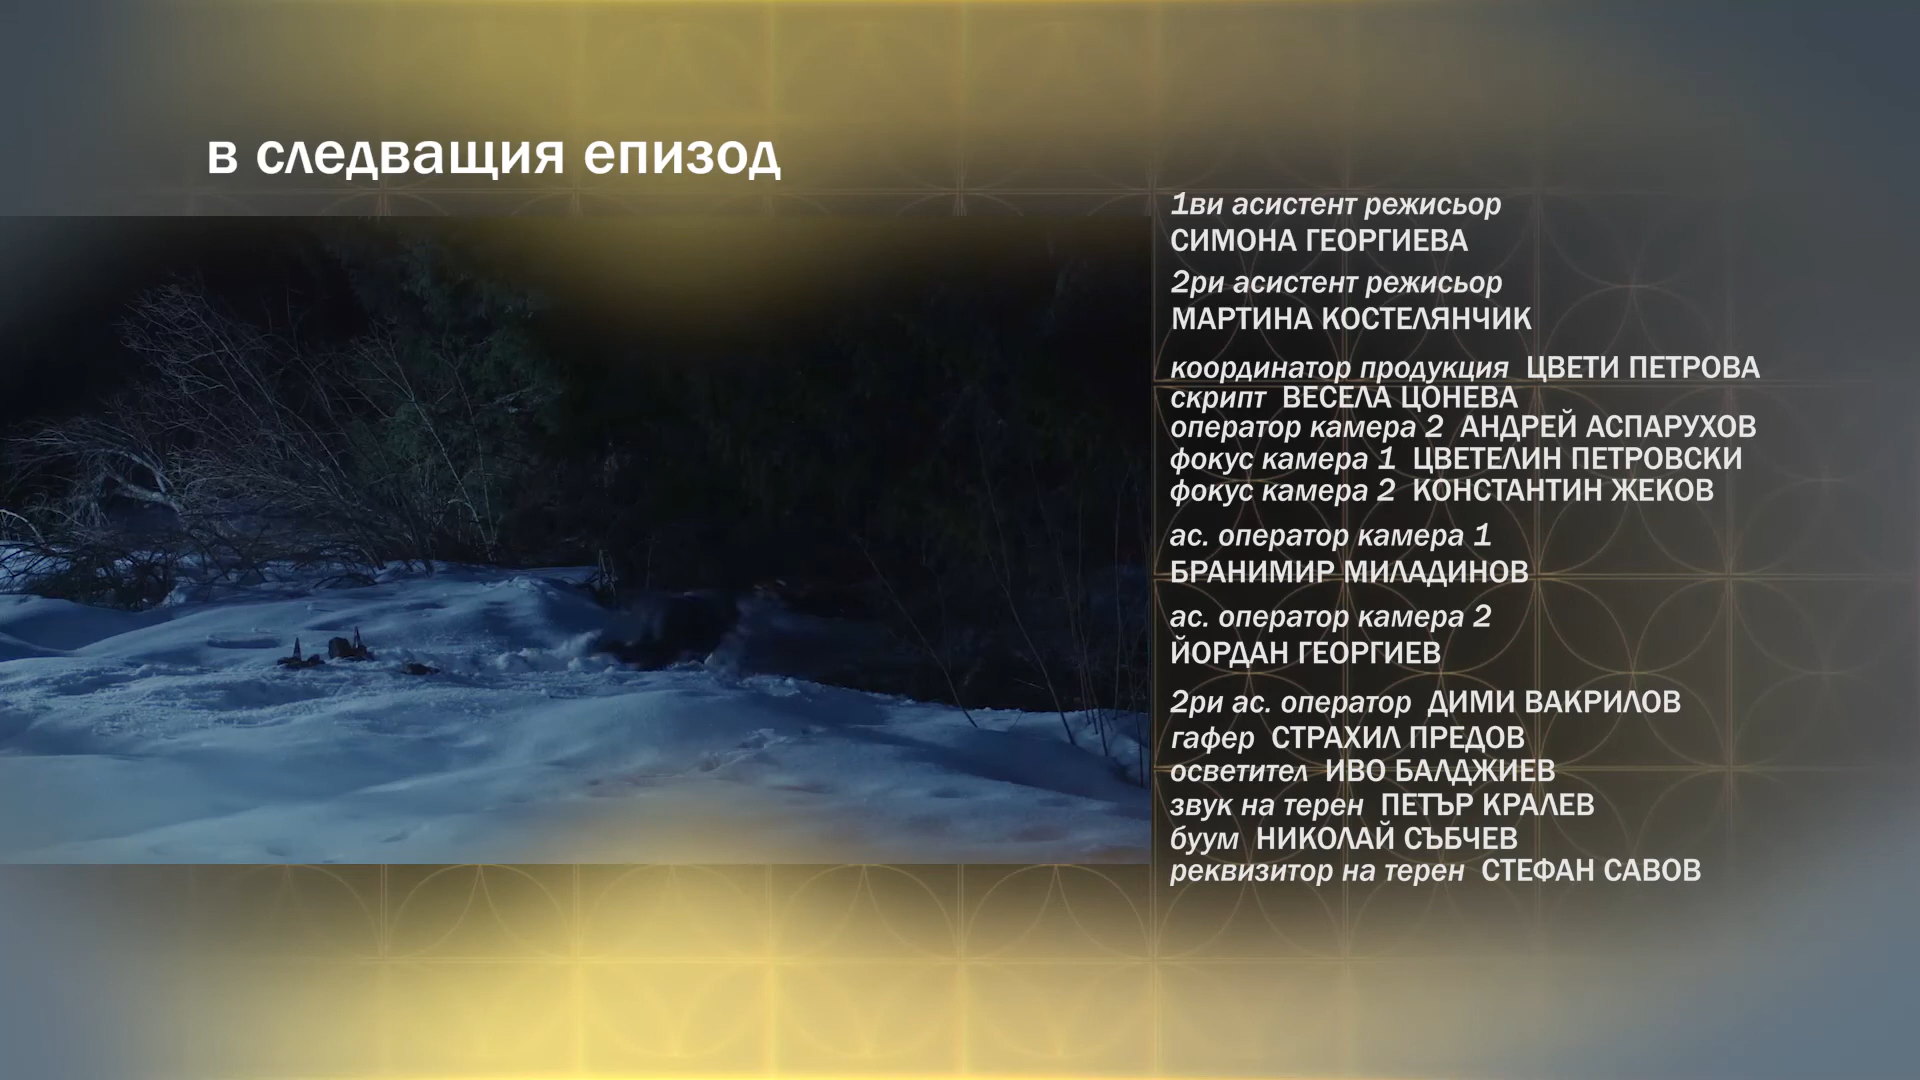 в следващия епизод
1ви асистент режисьор
СИМОНА ГЕОРГИЕВА
2ри асистент режисьор
МАРТИНА КОСТЕЛЯНЧИК
координатор продукция ЦВЕТИ ПЕТРОВА
скрипт ВЕСЕЛА ЦОНЕВА
оператор камера 2 АНДРЕЙ АСПАРУХОВ
фокус камера 1 ЦВЕТЕЛИН ПЕТРОВСКИ
фокус камера 2 КОНСТАНТИН ЖЕКОВ
ас. оператор камера 1
БРАНИМИР МИЛАДИНОВ
ас. оператор камера 2
ЙОРДАН ГЕОРГИЕВ
2ри ас. оператор ДИМИ ВАКРИЛОВ
гафер СТРАХИЛ ПРЕДОВ
осветител ИВО БАЛДЖИЕВ
звук на терен ПЕТЪР КРАЛЕВ
буум НИКОЛАЙ СЪБЧЕВ
реквизитор на терен СТЕФАН САВОВ